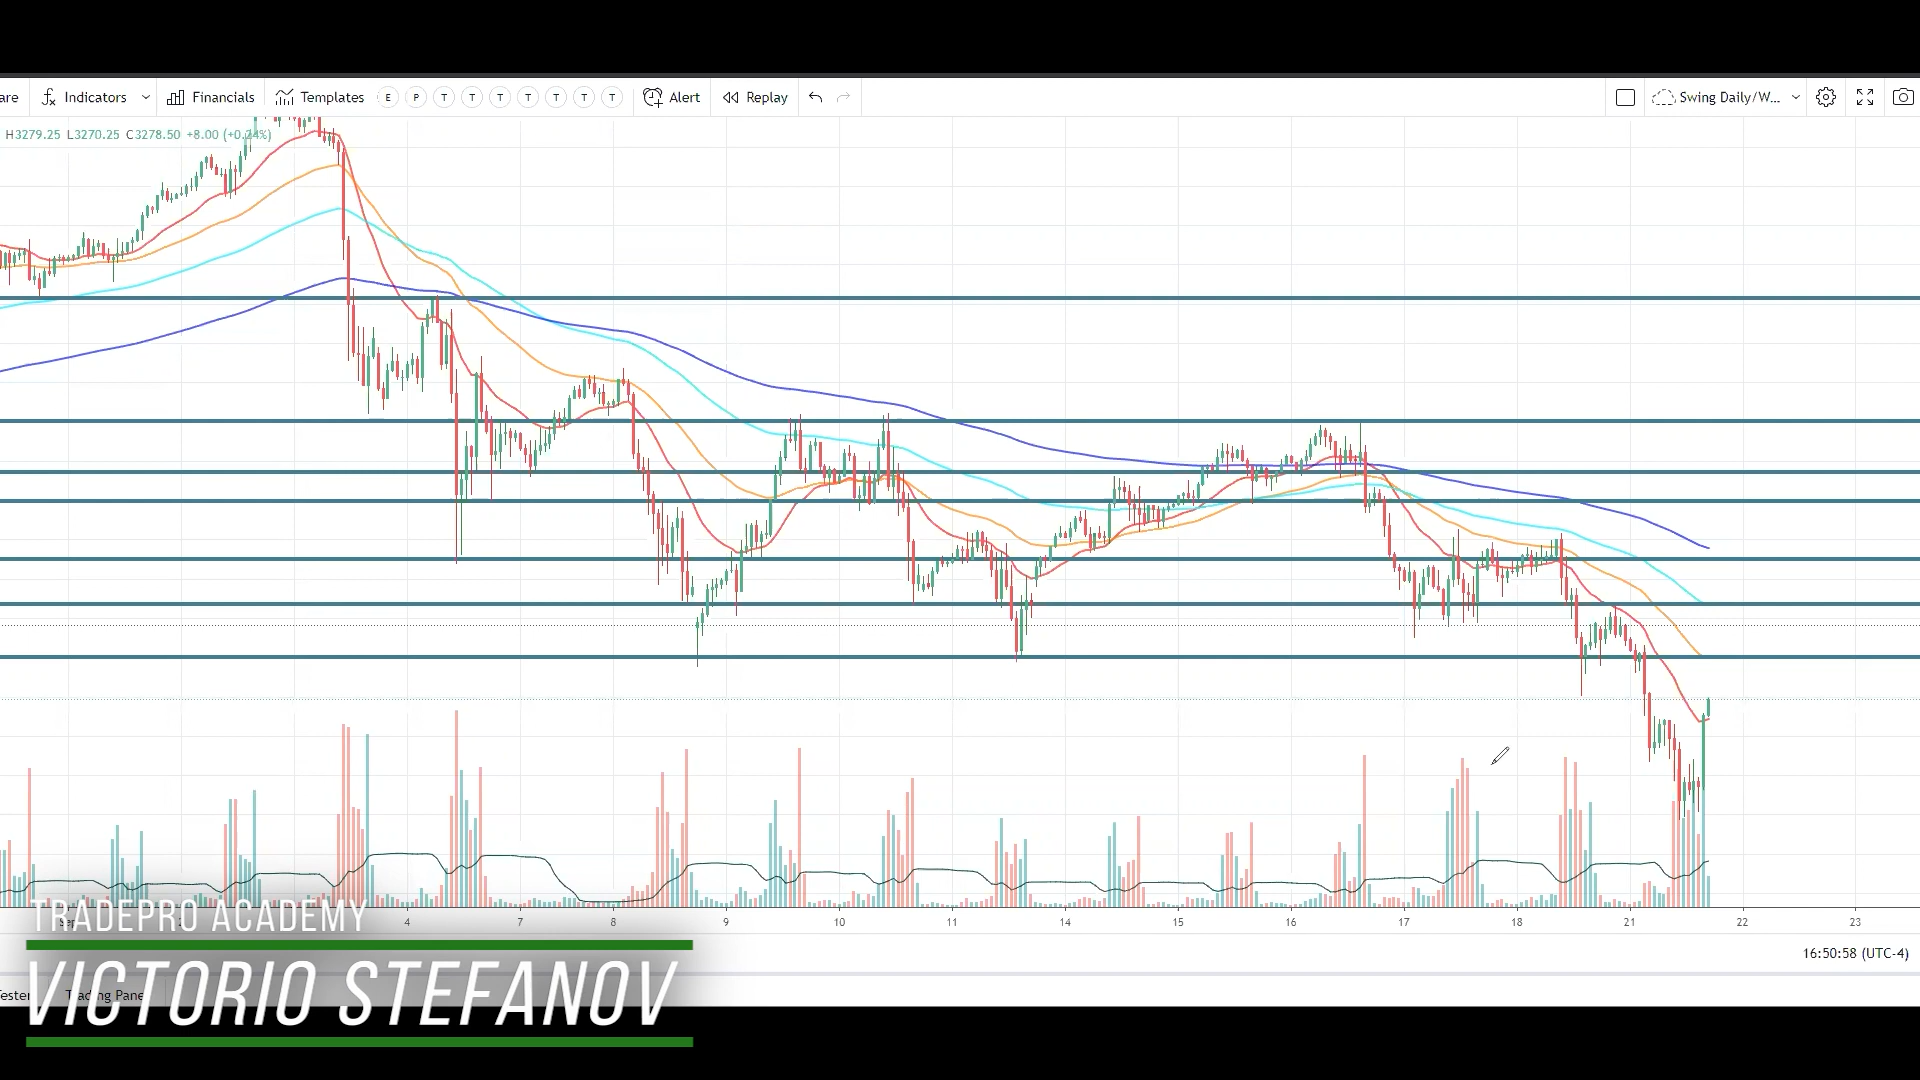 are Indicators Financials Templates E P T T T T T T T Alert Replay Swing Daily/W...
H3279.25 L3270.25 C3278.50 +8.00 (+0.24%)
TRADEPRO ACADEMY
4 7 8 9 10 11 14 15 16 17 18 21 22 23
16:50:58 (UTC-4)
VICTORIO STEFANOV